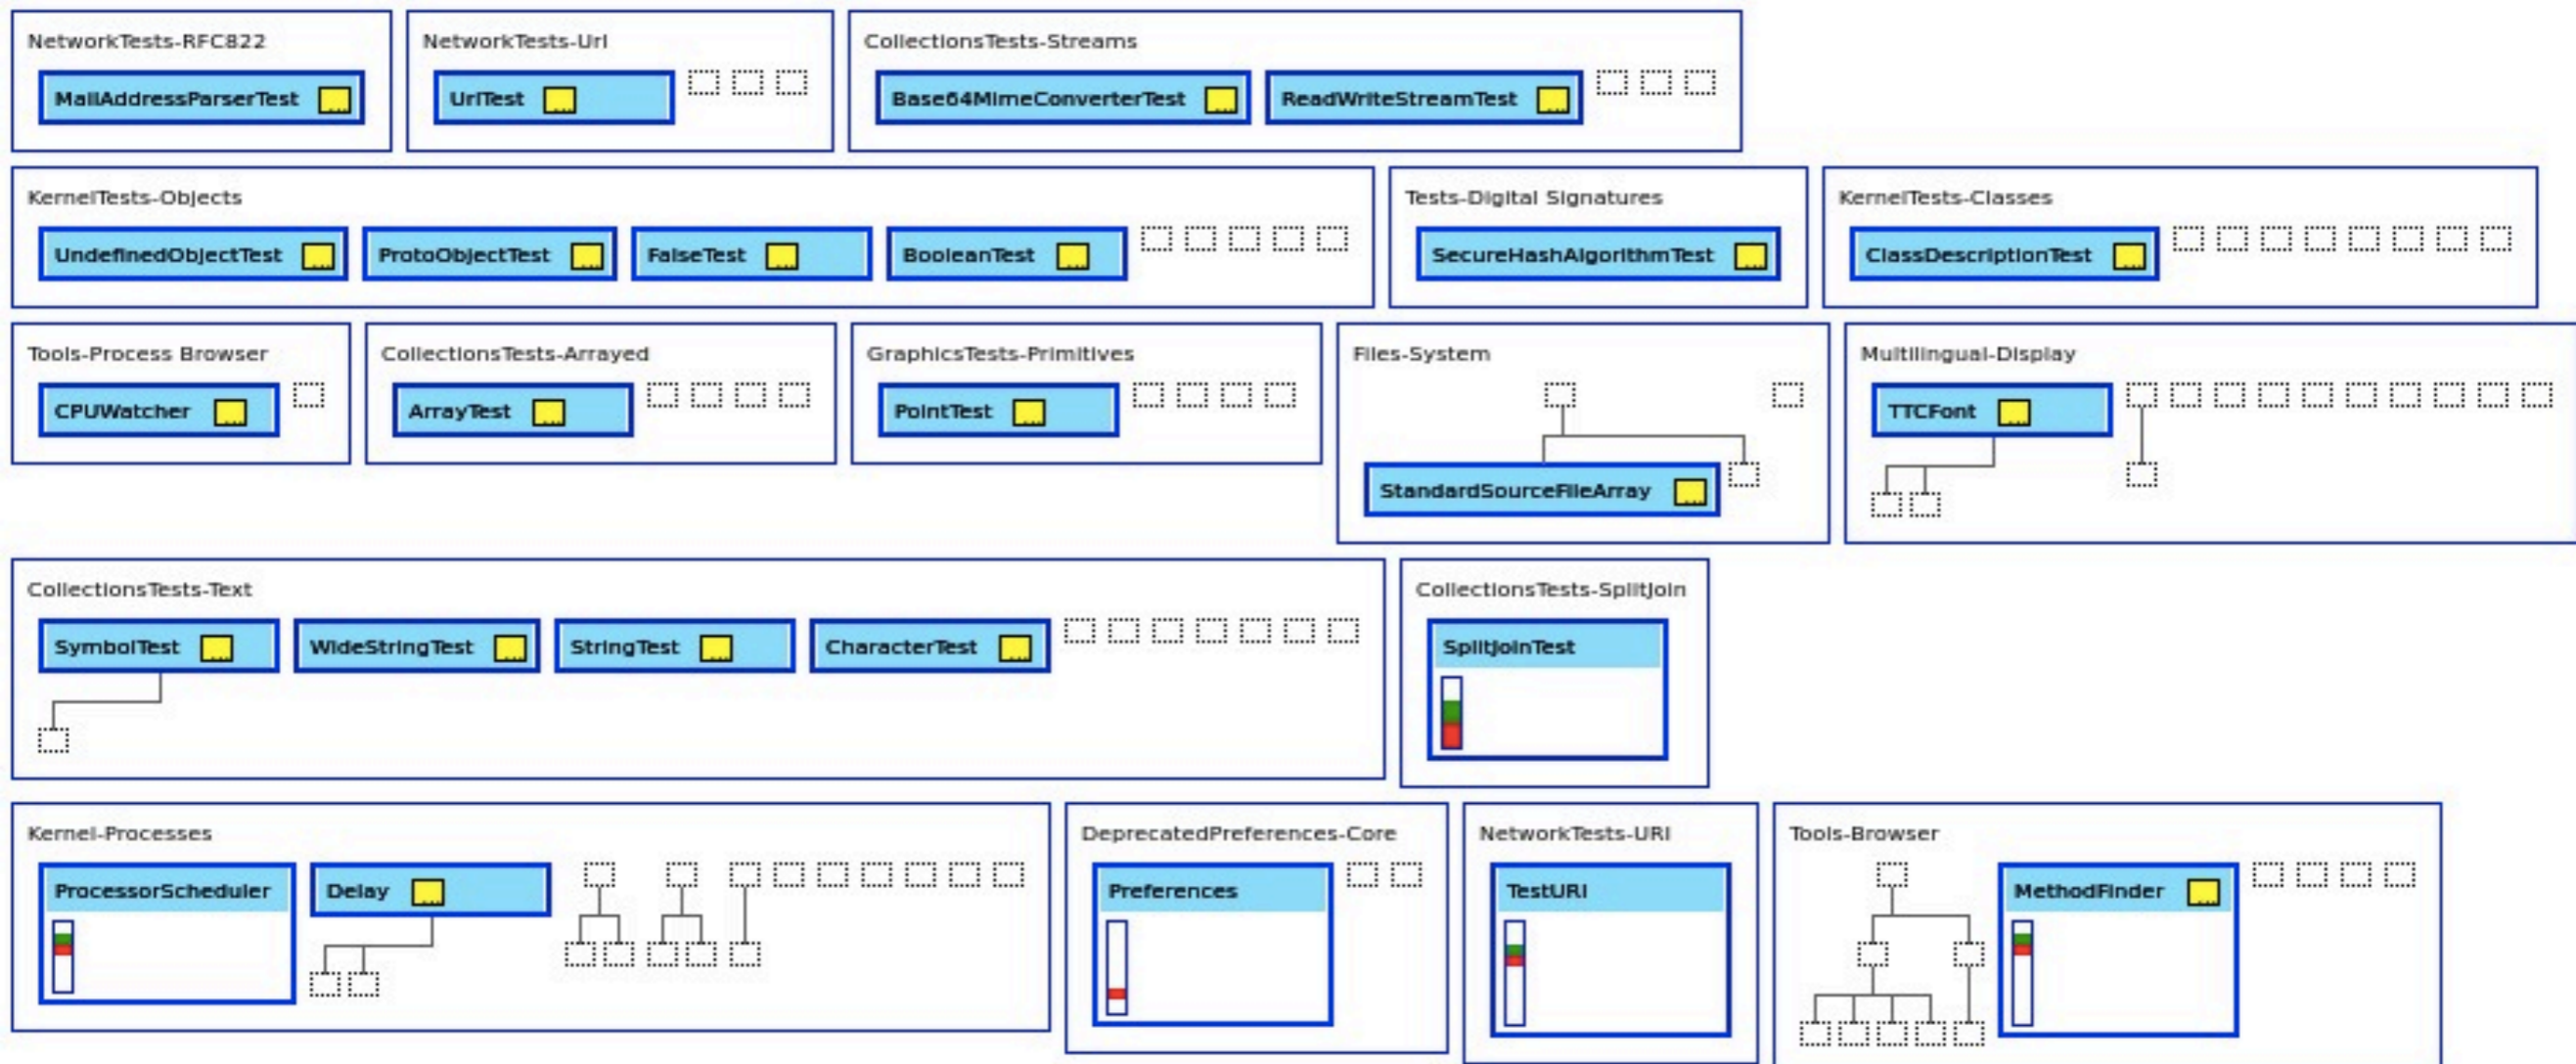 NetworkTests-RFC822
MailAddressParserTest ...
NetworkTests-Url
UrlTest ...
CollectionsTests-Streams
Base64MimeConverterTest ... ReadWriteStreamTest ...
KernelTests-Objects
UndefinedObjectTest ... ProtoObjectTest ... FalseTest ... BooleanTest ...
Tests-Digital Signatures
SecureHashAlgorithmTest ...
KernelTests-Classes
ClassDescriptionTest ...
Tools-Process Browser
CPUWatcher ...
CollectionsTests-Arrayed
ArrayTest ...
GraphicsTests-Primitives
PointTest ...
Files-System
StandardSourceFileArray ...
Multilingual-Display
TTCFont ...
CollectionsTests-Text
SymbolTest ... WideStringTest ... StringTest ... CharacterTest ...
CollectionsTests-SplitJoin
SplitJoinTest
Kernel-Processes
ProcessorScheduler Delay ...
DeprecatedPreferences-Core
Preferences
NetworkTests-URI
TestURI
Tools-Browser
MethodFinder ...